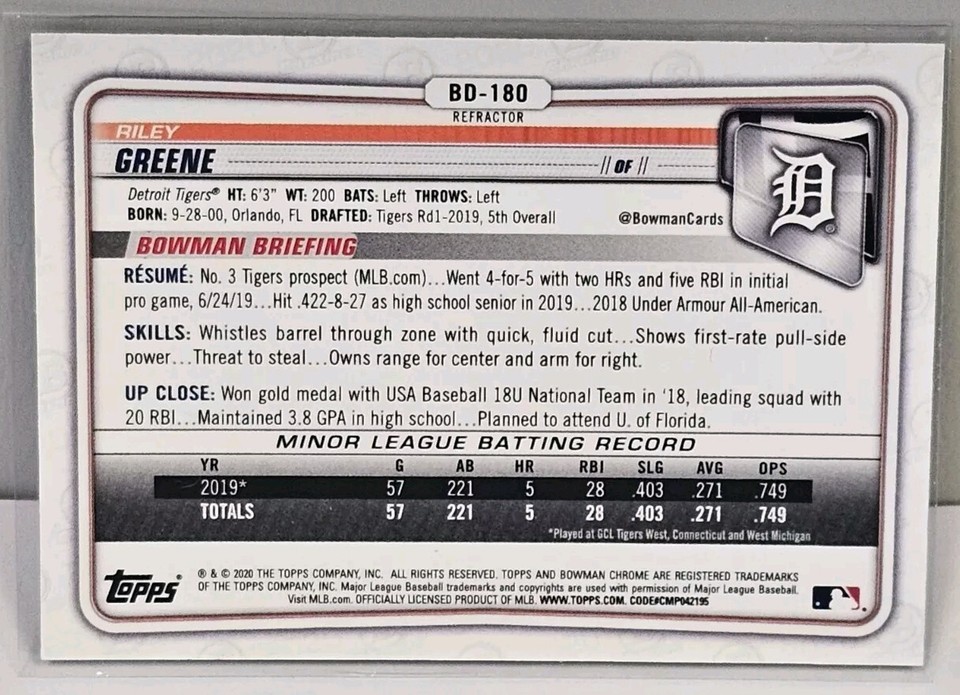 BD-180
REFRACTOR
RILEY
GREENE // OF //
Detroit Tigers® HT: 6'3" WT: 200 BATS: Left THROWS: Left
BORN: 9-28-00, Orlando, FL DRAFTED: Tigers Rd1-2019, 5th Overall @BowmanCards
D
BOWMAN BRIEFING
RÉSUMÉ: No. 3 Tigers prospect (MLB.com)...Went 4-for-5 with two HRs and five RBI in initial
pro game, 6/24/19...Hit .422-8-27 as high school senior in 2019...2018 Under Armour All-American.
SKILLS: Whistles barrel through zone with quick, fluid cut...Shows first-rate pull-side
power...Threat to steal...Owns range for center and arm for right.
UP CLOSE: Won gold medal with USA Baseball 18U National Team in '18, leading squad with
20 RBI...Maintained 3.8 GPA in high school...Planned to attend U. of Florida.
MINOR LEAGUE BATTING RECORD
YR G AB HR RBI SLG AVG OPS
2019* 57 221 5 28 .403 .271 .749
TOTALS 57 221 5 28 .403 .271 .749
*Played at GCL Tigers West, Connecticut and West Michigan
Topps®
® & © 2020 THE TOPPS COMPANY, INC. ALL RIGHTS RESERVED. TOPPS AND BOWMAN CHROME ARE REGISTERED TRADEMARKS
OF THE TOPPS COMPANY, INC. Major League Baseball trademarks and copyrights are used with permission of Major League Baseball.
Visit MLB.com. OFFICIALLY LICENSED PRODUCT OF MLB. WWW.TOPPS.COM. CODE#CMP042195